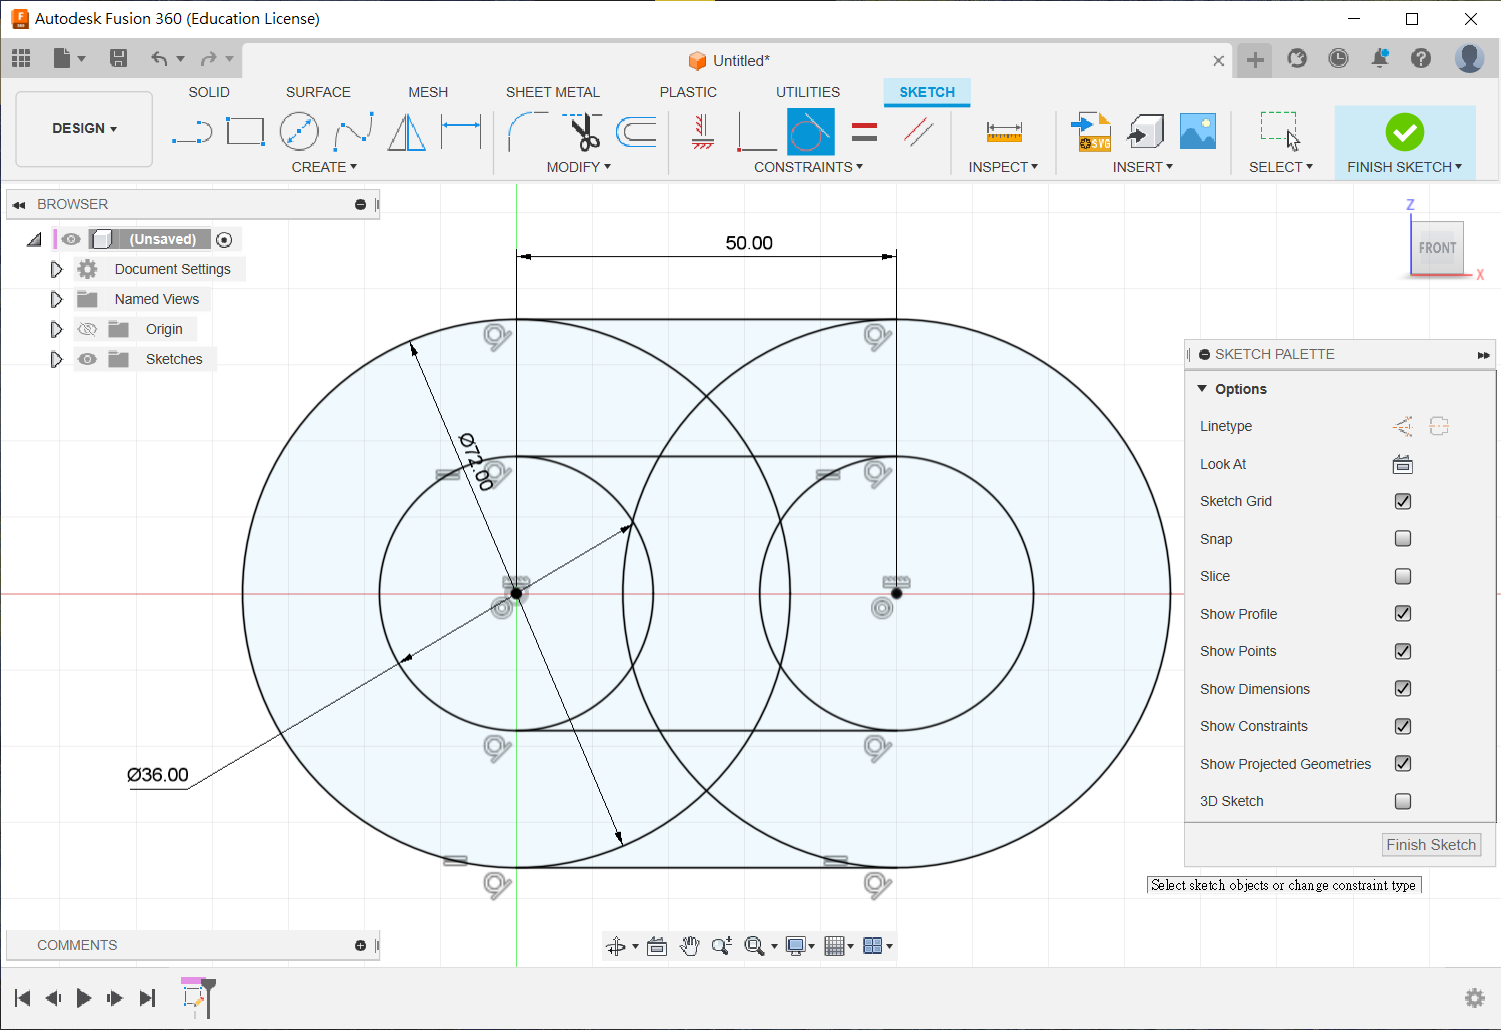 Autodesk Fusion 360 (Education License)
Untitled*
SOLID SURFACE MESH SHEET METAL PLASTIC UTILITIES SKETCH
DESIGN
SVG
CREATE MODIFY CONSTRAINTS INSPECT INSERT SELECT FINISH SKETCH
BROWSER
(Unsaved)
Document Settings
Named Views
Origin
Sketches
50.00
Ø72.00
Ø36.00
Z
FRONT
X
SKETCH PALETTE
Options
Linetype
Look At
Sketch Grid
Snap
Slice
Show Profile
Show Points
Show Dimensions
Show Constraints
Show Projected Geometries
3D Sketch
Finish Sketch
Select sketch objects or change constraint type
COMMENTS